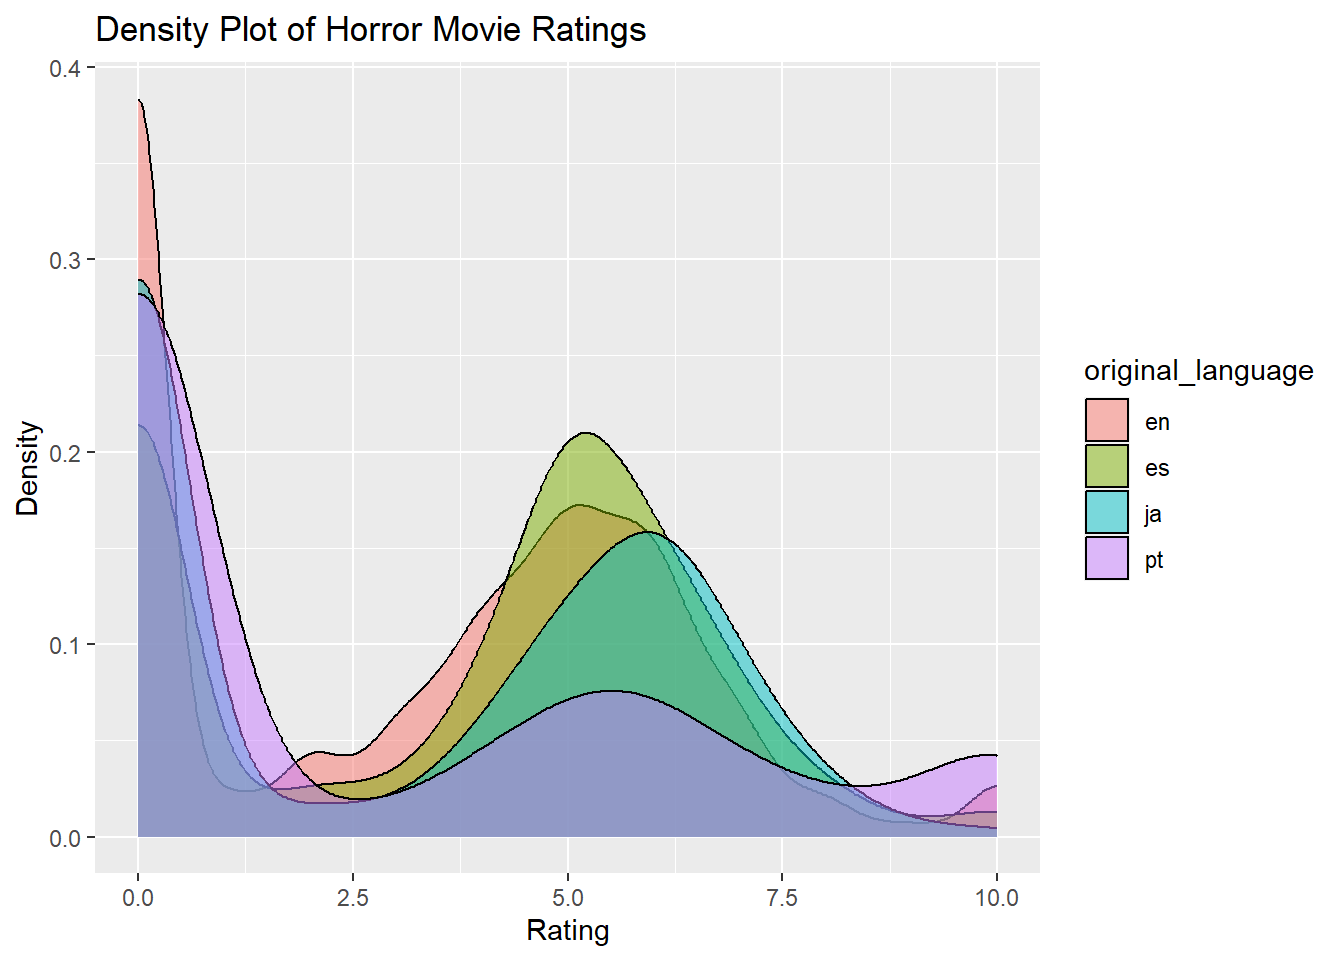 Density Plot of Horror Movie Ratings
0.4
0.3
0.2
0.1
0.0
Density
0.0 2.5 5.0 7.5 10.0
Rating
original_language
en
es
ja
pt